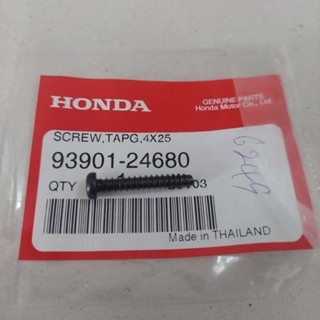 HONDA
GENUINE PARTS
Honda Motor Co., Ltd.
SCREW,TAPG,4X25
93901-24680
QTY
Made in THAILAND